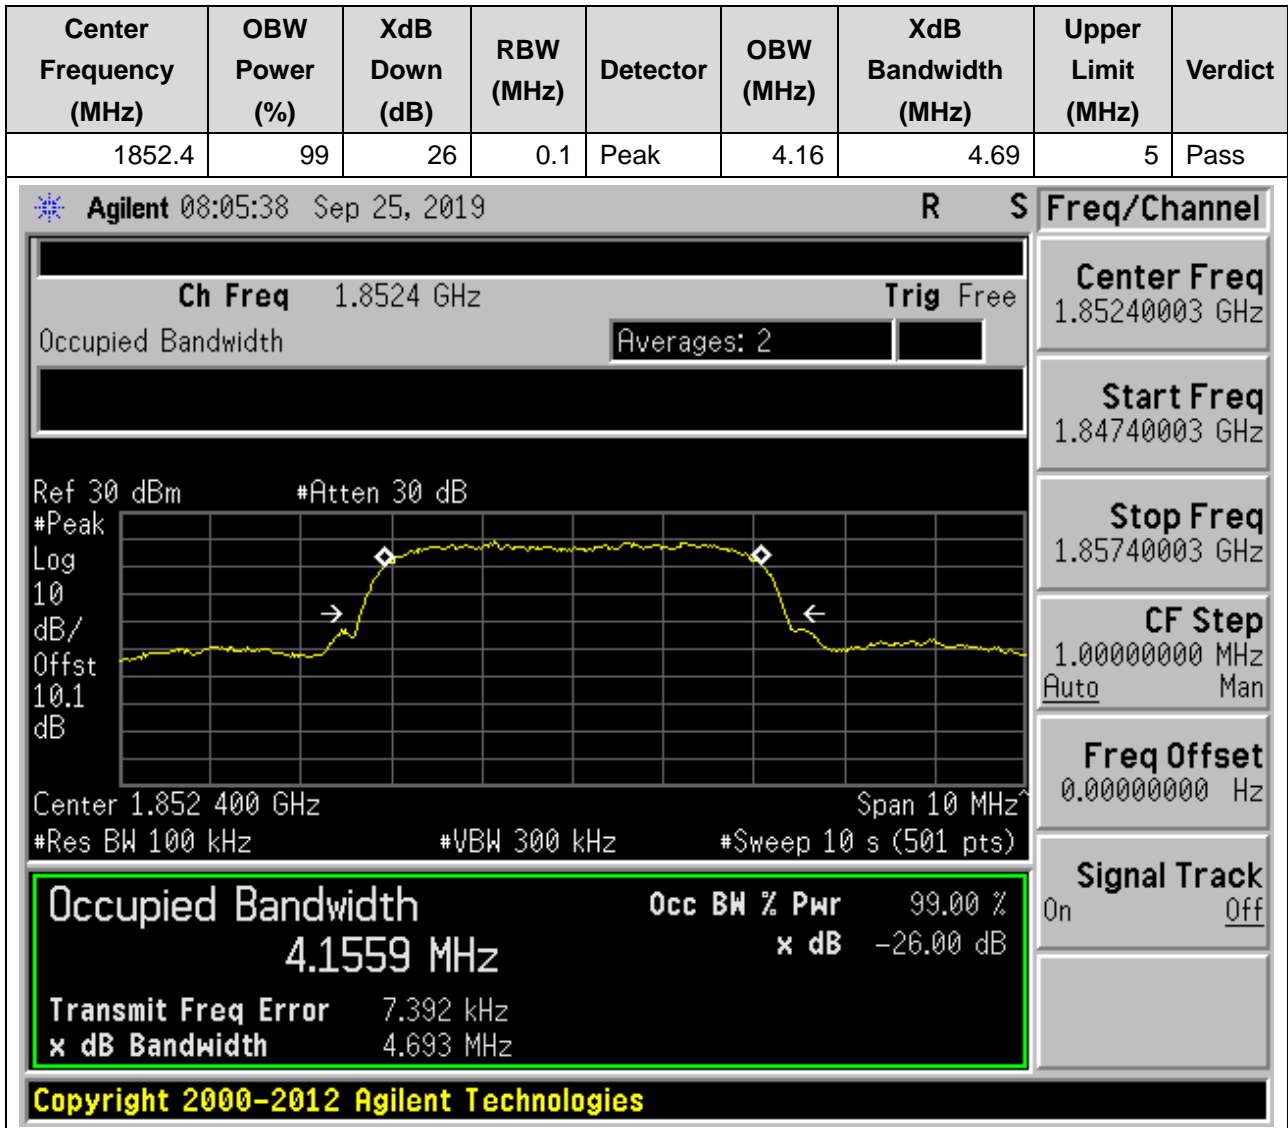 Center Frequency (MHz) OBW Power (%) XdB Down (dB) RBW (MHz) Detector OBW (MHz) XdB Bandwidth (MHz) Upper Limit (MHz) Verdict
1852.4 99 26 0.1 Peak 4.16 4.69 5 Pass
Agilent 08:05:38 Sep 25, 2019 R S Freq/Channel
Ch Freq 1.8524 GHz Trig Free
Occupied Bandwidth Averages: 2
Center Freq
1.85240003 GHz
Start Freq
1.84740003 GHz
Stop Freq
1.85740003 GHz
CF Step
1.00000000 MHz
Auto Man
Freq Offset
0.00000000 Hz
Signal Track
On Off
Ref 30 dBm #Atten 30 dB
#Peak
Log
10
dB/
Offst
10.1
dB
Center 1.852 400 GHz Span 10 MHz^
#Res BW 100 kHz #VBW 300 kHz #Sweep 10 s (501 pts)
Occupied Bandwidth Occ BW % Pwr 99.00 %
4.1559 MHz x dB -26.00 dB
Transmit Freq Error 7.392 kHz
x dB Bandwidth 4.693 MHz
Copyright 2000-2012 Agilent Technologies